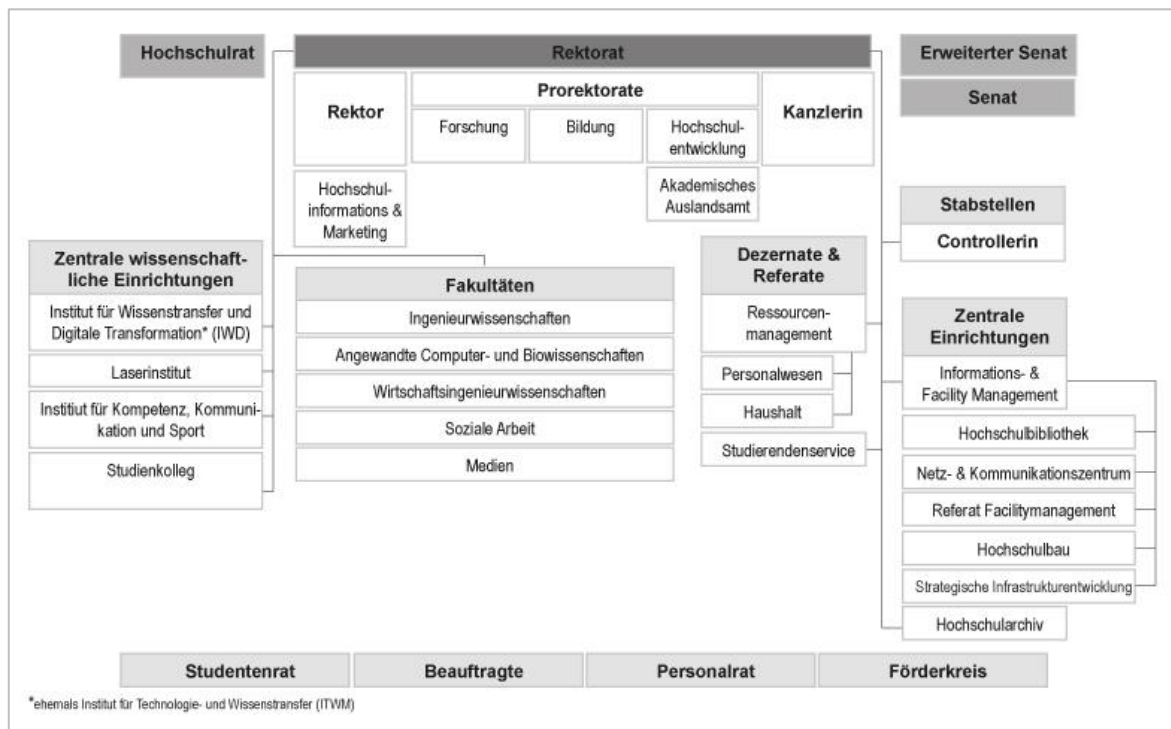 Hochschulrat
Rektorat
Erweiterter Senat
Senat
Rektor
Prorektorate
Kanzlerin
Forschung
Bildung
Hochschul-
entwicklung
Hochschul-
informations &
Marketing
Akademisches
Auslandsamt
Stabstellen
Controllerin
Zentrale wissenschaft-
liche Einrichtungen
Institut für Wissenstransfer und
Digitale Transformation* (IWD)
Laserinstitut
Institiut für Kompetenz, Kommuni-
kation und Sport
Studienkolleg
Fakultäten
Ingenieurwissenschaften
Angewandte Computer- und Biowissenschaften
Wirtschaftsingenieurwissenschaften
Soziale Arbeit
Medien
Dezernate &
Referate
Ressourcen-
management
Personalwesen
Haushalt
Studierendenservice
Zentrale
Einrichtungen
Informations- &
Facility Management
Hochschulbibliothek
Netz- & Kommunikationszentrum
Referat Facilitymanagement
Hochschulbau
Strategische Infrastrukturentwicklung
Hochschularchiv
Studentenrat
Beauftragte
Personalrat
Förderkreis
*ehemals Institut für Technologie- und Wissenstransfer (ITWM)